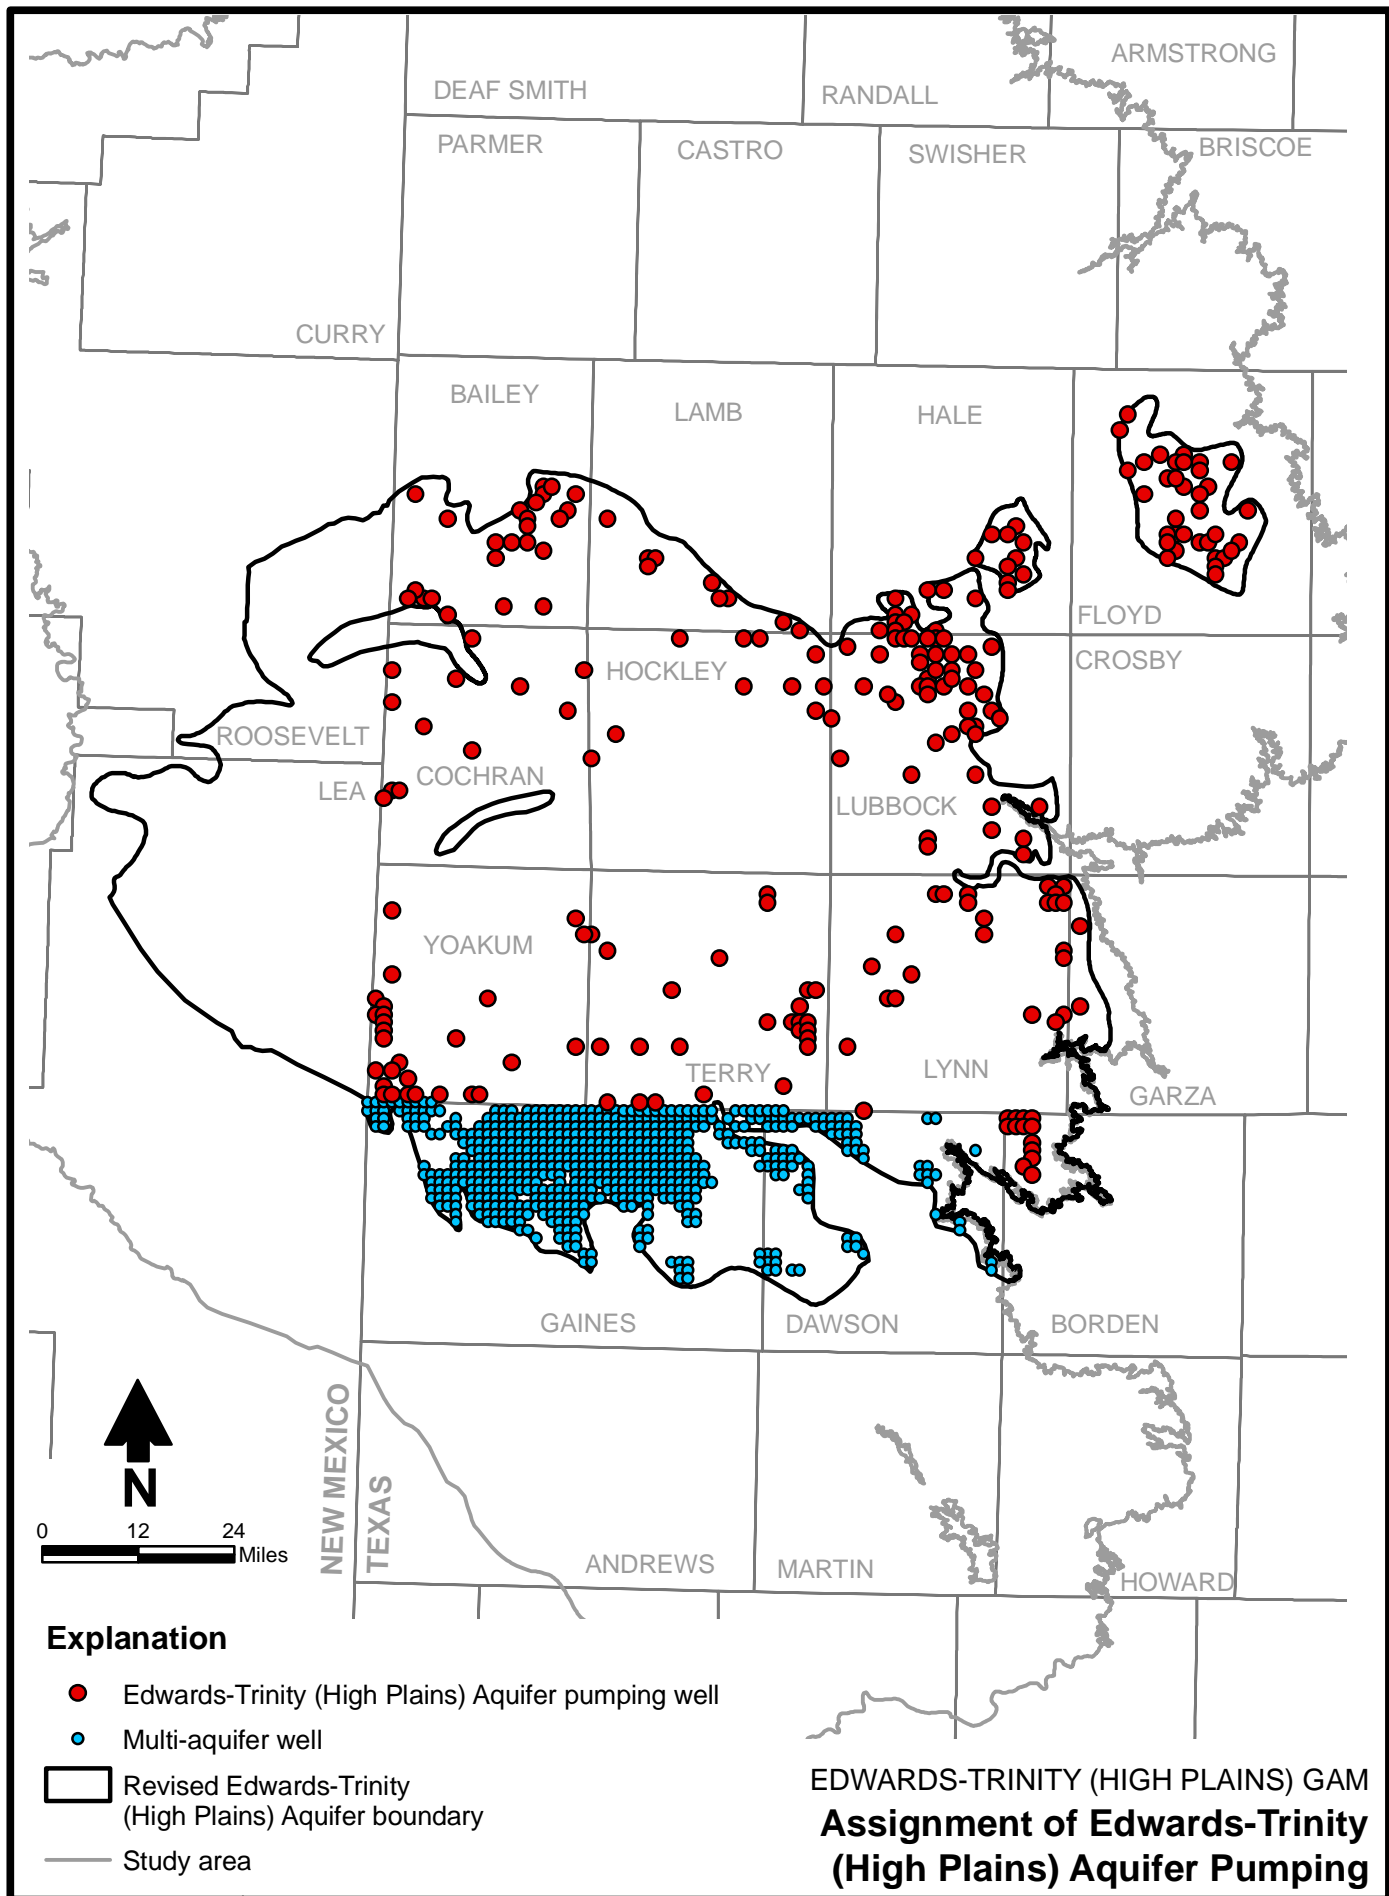 ARMSTRONG
DEAF SMITH
RANDALL
PARMER
CASTRO
SWISHER
BRISCOE
CURRY
BAILEY
LAMB
HALE
FLOYD
HOCKLEY
CROSBY
ROOSEVELT
COCHRAN
LEA
LUBBOCK
YOAKUM
TERRY
LYNN
GARZA
GAINES
DAWSON
BORDEN
NEW MEXICO
TEXAS
N
0 12 24
Miles
ANDREWS
MARTIN
HOWARD
Explanation
Edwards-Trinity (High Plains) Aquifer pumping well
Multi-aquifer well
Revised Edwards-Trinity
(High Plains) Aquifer boundary
Study area
EDWARDS-TRINITY (HIGH PLAINS) GAM
Assignment of Edwards-Trinity
(High Plains) Aquifer Pumping